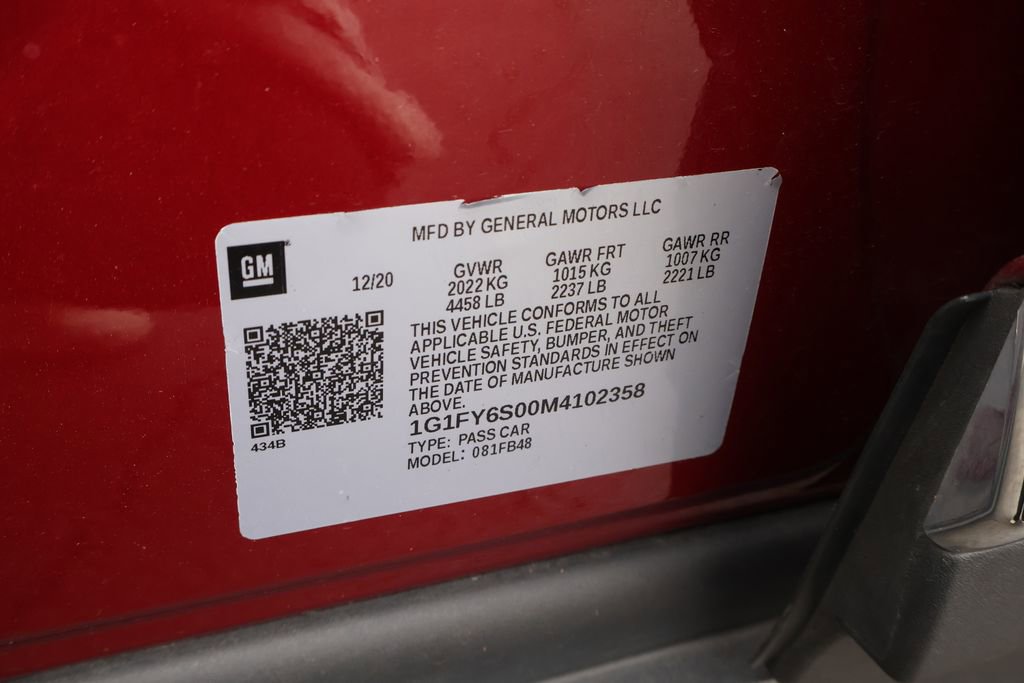 MFD BY GENERAL MOTORS LLC
GM
12/20
GVWR
2022 KG
4458 LB
GAWR FRT
1015 KG
2237 LB
GAWR RR
1007 KG
2221 LB
THIS VEHICLE CONFORMS TO ALL
APPLICABLE U.S. FEDERAL MOTOR
VEHICLE SAFETY, BUMPER, AND THEFT
PREVENTION STANDARDS IN EFFECT ON
THE DATE OF MANUFACTURE SHOWN
ABOVE.
1G1FY6S00M4102358
TYPE: PASS CAR
MODEL: 081FB48
434B